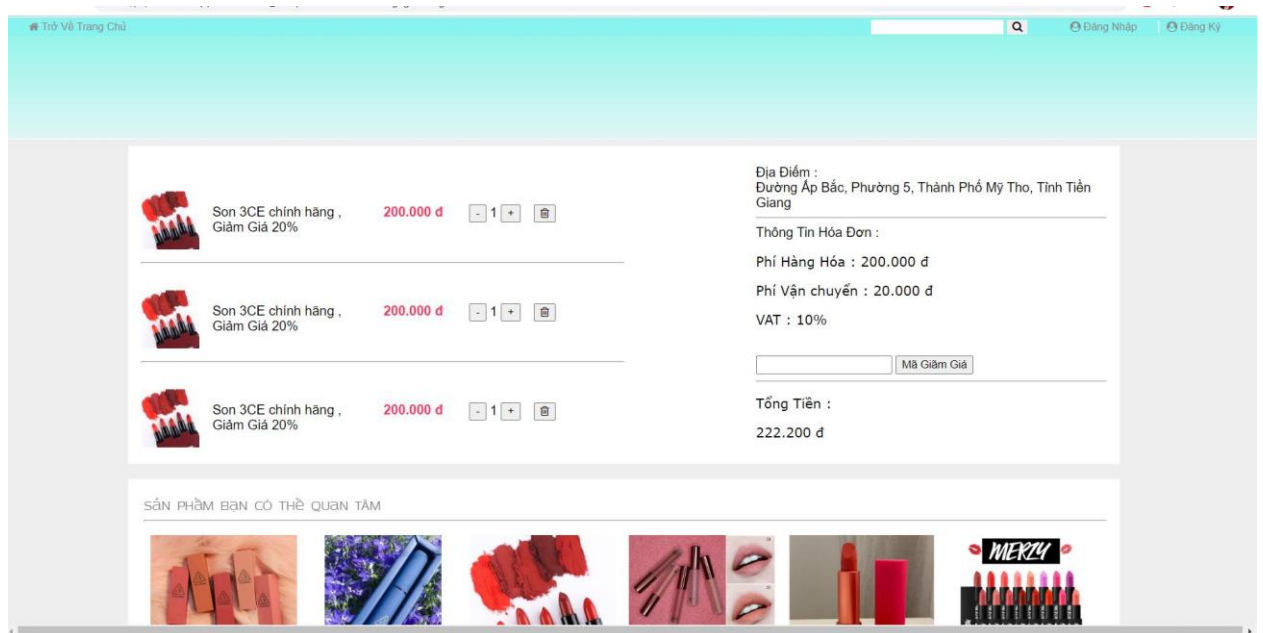 Trở Về Trang Chủ
Đăng Nhập
Đăng Ký
Son 3CE chính hãng ,
Giảm Giá 20%
200.000 đ
- 1 +
Son 3CE chính hãng ,
Giảm Giá 20%
200.000 đ
- 1 +
Son 3CE chính hãng ,
Giảm Giá 20%
200.000 đ
- 1 +
Địa Điểm :
Đường Ấp Bắc, Phường 5, Thành Phố Mỹ Tho, Tỉnh Tiền
Giang
Thông Tin Hóa Đơn :
Phí Hàng Hóa : 200.000 đ
Phí Vận chuyển : 20.000 đ
VAT : 10%
Mã Giãm Giá
Tổng Tiền :
222.200 đ
Sản phẩm bạn có thể quan tâm
MERZY